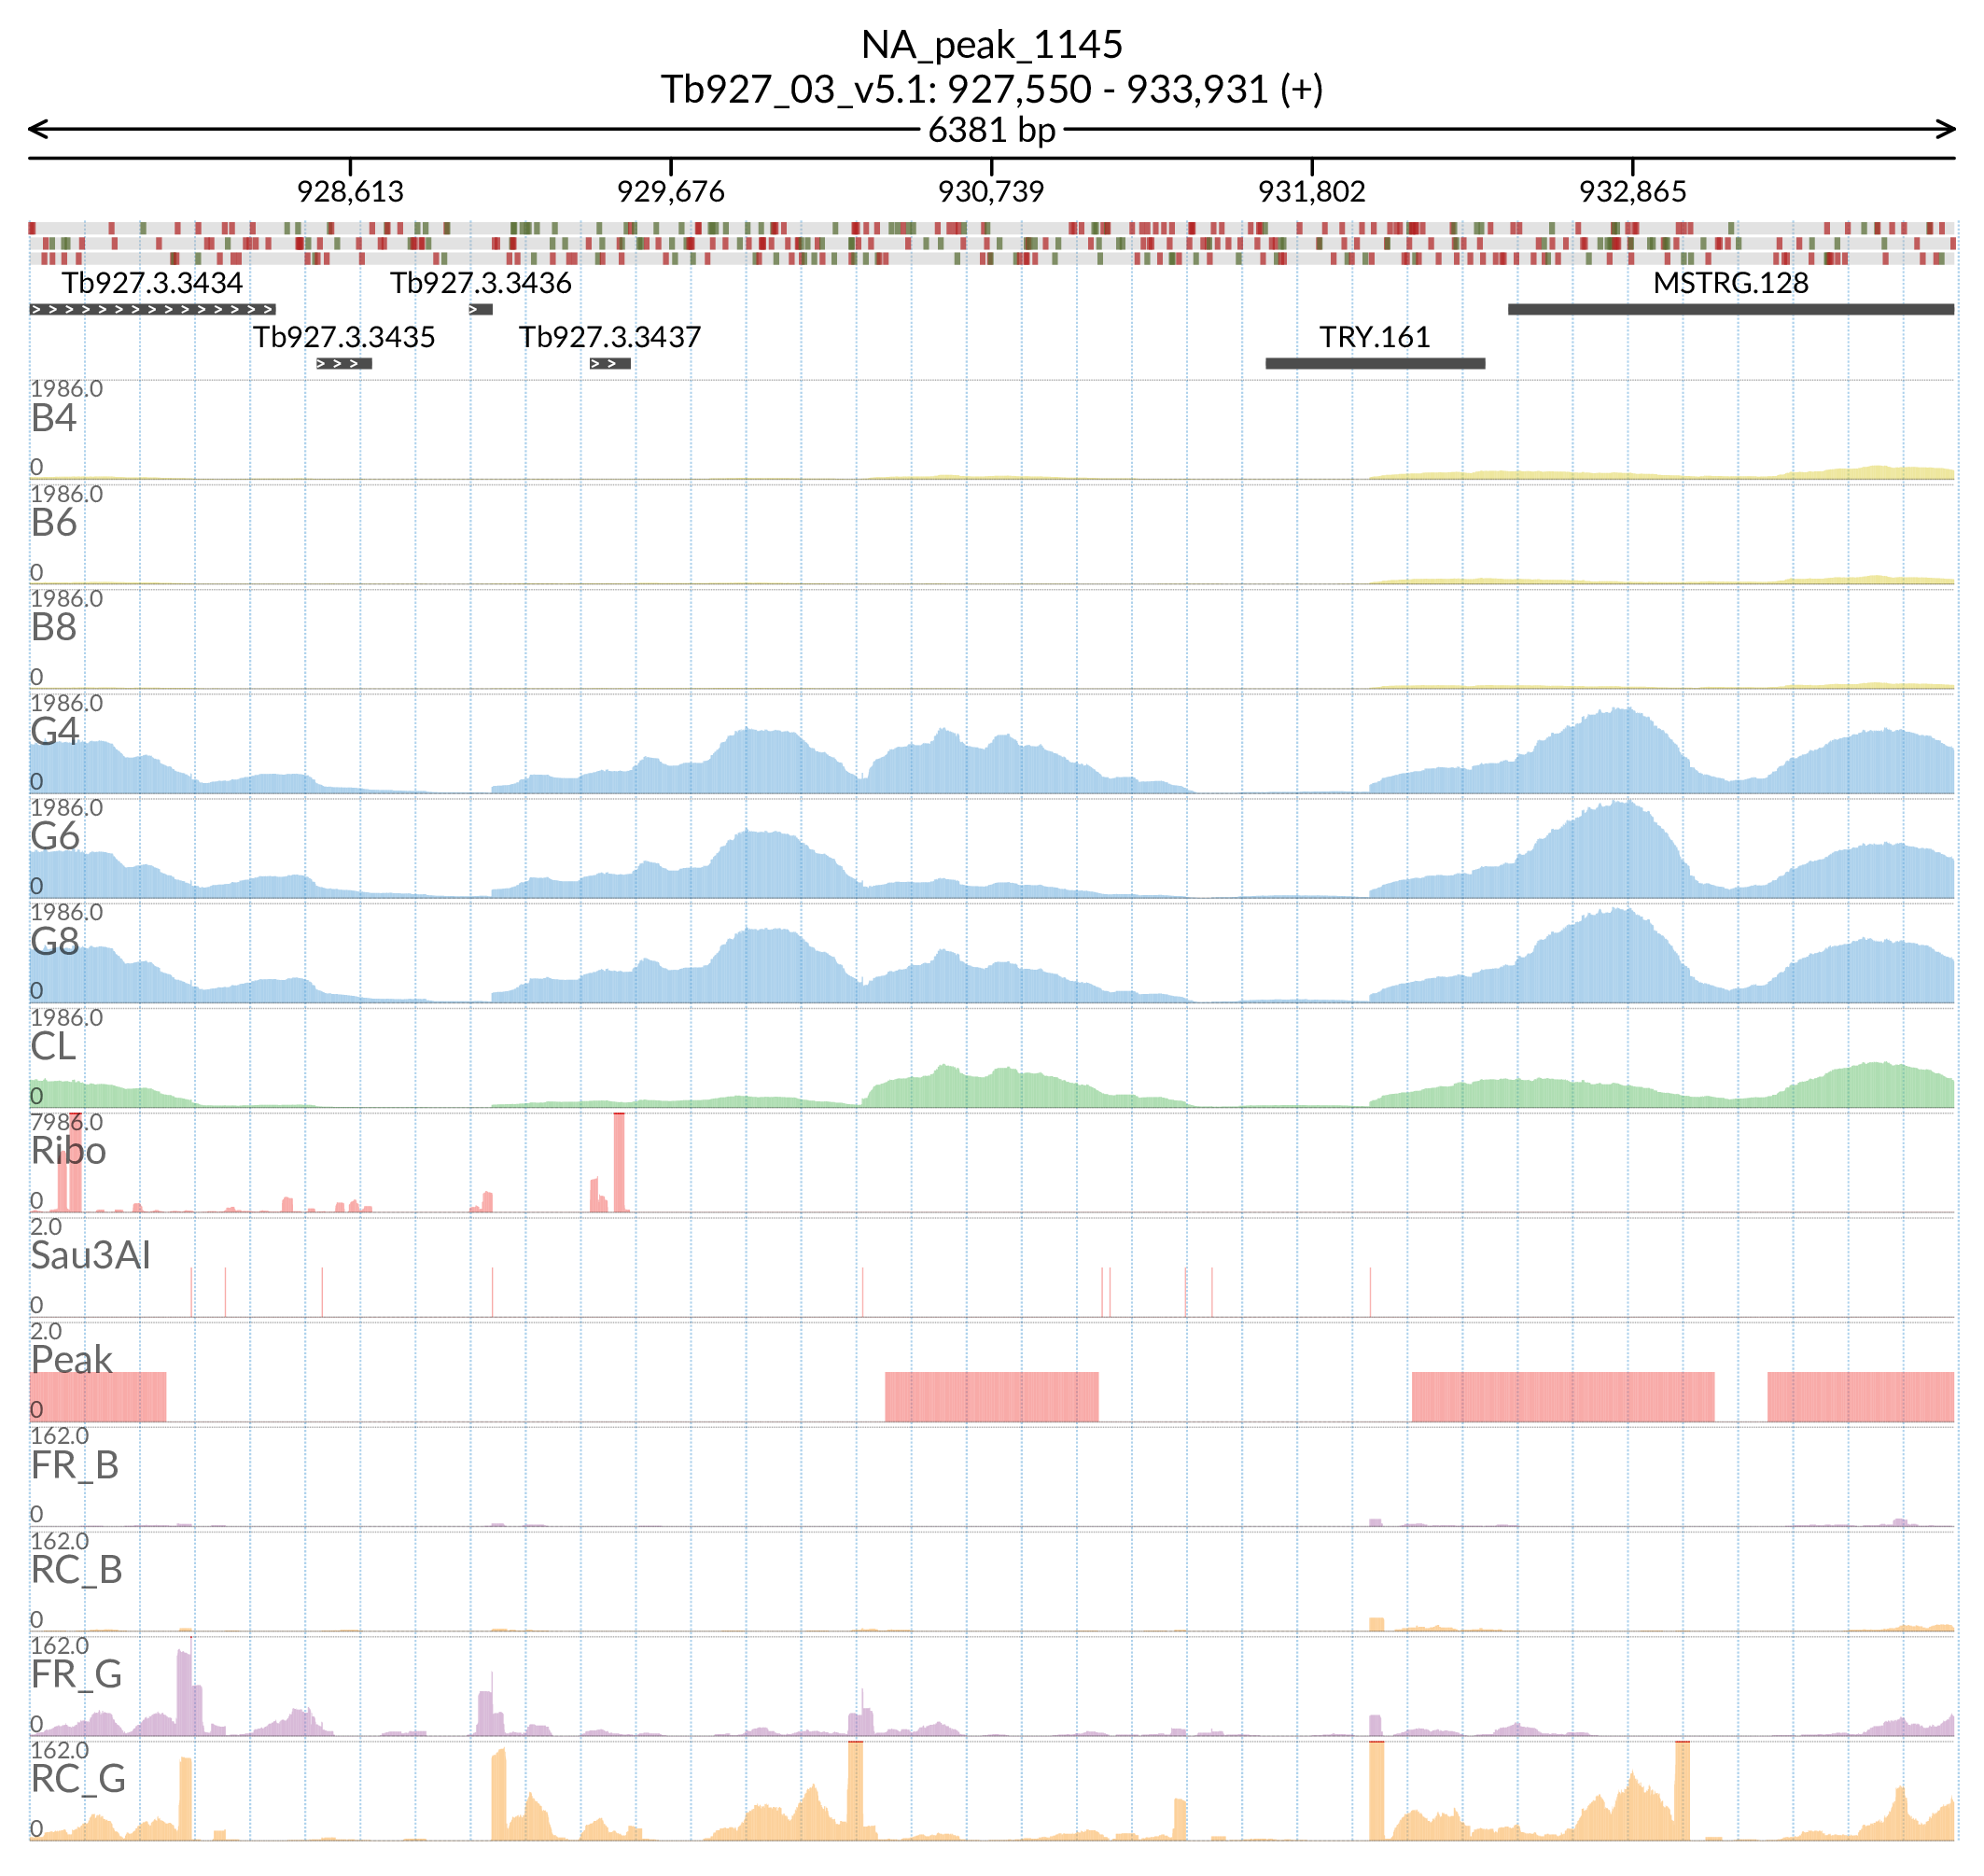 NA_peak_1145
Tb927_03_v5.1: 927,550 - 933,931 (+)
6381 bp
928,613 929,676 930,739 931,802 932,865
Tb927.3.3434 Tb927.3.3436 MSTRG.128
Tb927.3.3435 Tb927.3.3437 TRY.161
1986.0
B4
0
1986.0
B6
0
1986.0
B8
0
1986.0
G4
0
1986.0
G6
0
1986.0
G8
0
1986.0
CL
0
7986.0
Ribo
0
2.0
Sau3AI
0
2.0
Peak
0
162.0
FR_B
0
162.0
RC_B
0
162.0
FR_G
0
162.0
RC_G
0